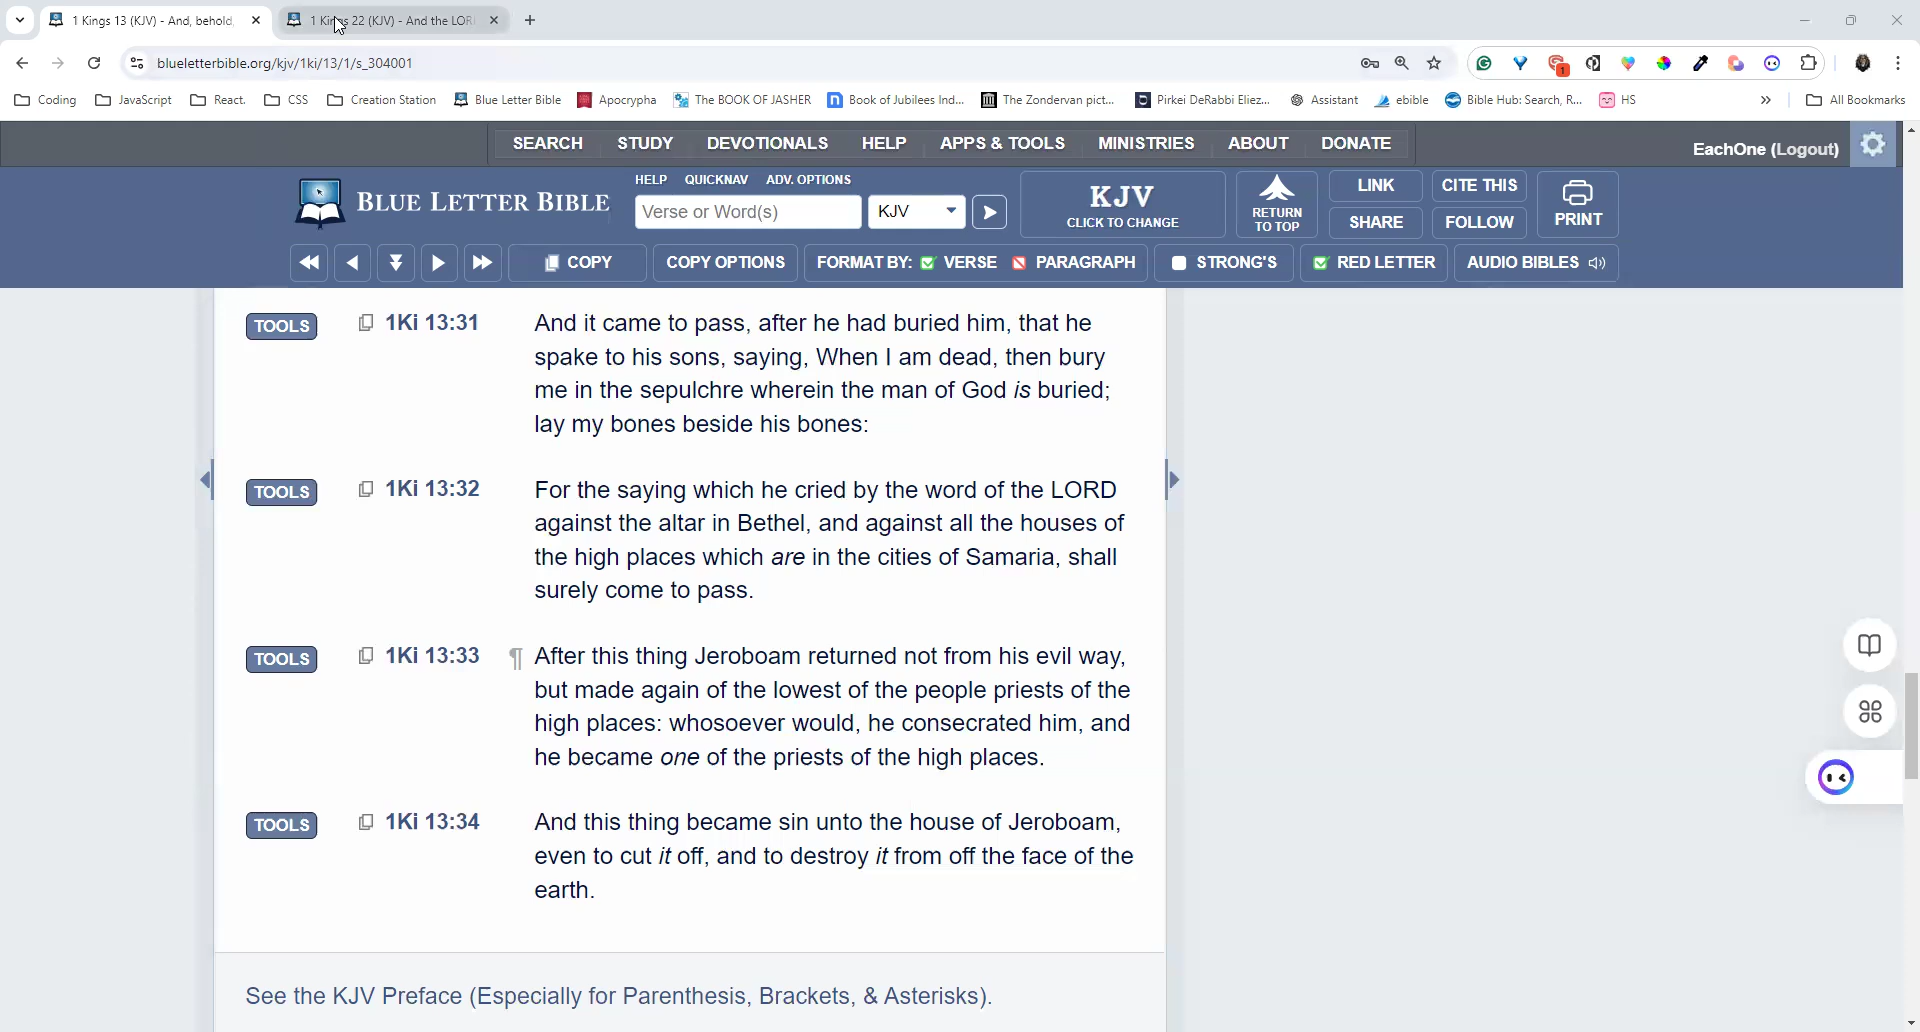 1 Kings 13 (KJV) - And, behold,
1 Kings 22 (KJV) - And the LOR
blueletterbible.org/kjv/1ki/13/1/s_304001
1
Coding
JavaScript
React.
CSS
Creation Station
Blue Letter Bible
Apocrypha
The BOOK OF JASHER
Book of Jubilees Ind...
The Zondervan pict...
Pirkei DeRabbi Eliez...
Assistant
ebible
Bible Hub: Search, R...
HS
»
All Bookmarks
SEARCH STUDY DEVOTIONALS HELP APPS & TOOLS MINISTRIES ABOUT DONATE
EachOne (Logout)
BLUE LETTER BIBLE
HELP QUICKNAV ADV. OPTIONS
Verse or Word(s)
KJV
KJV
CLICK TO CHANGE
RETURN
TO TOP
LINK
CITE THIS
SHARE
FOLLOW
PRINT
COPY
COPY OPTIONS
FORMAT BY: VERSE PARAGRAPH
STRONG'S
RED LETTER
AUDIO BIBLES
TOOLS
1Ki 13:31
And it came to pass, after he had buried him, that he
spake to his sons, saying, When I am dead, then bury
me in the sepulchre wherein the man of God is buried;
lay my bones beside his bones:
TOOLS
1Ki 13:32
For the saying which he cried by the word of the LORD
against the altar in Bethel, and against all the houses of
the high places which are in the cities of Samaria, shall
surely come to pass.
TOOLS
1Ki 13:33
¶ After this thing Jeroboam returned not from his evil way,
but made again of the lowest of the people priests of the
high places: whosoever would, he consecrated him, and
he became one of the priests of the high places.
TOOLS
1Ki 13:34
And this thing became sin unto the house of Jeroboam,
even to cut it off, and to destroy it from off the face of the
earth.
See the KJV Preface (Especially for Parenthesis, Brackets, & Asterisks).